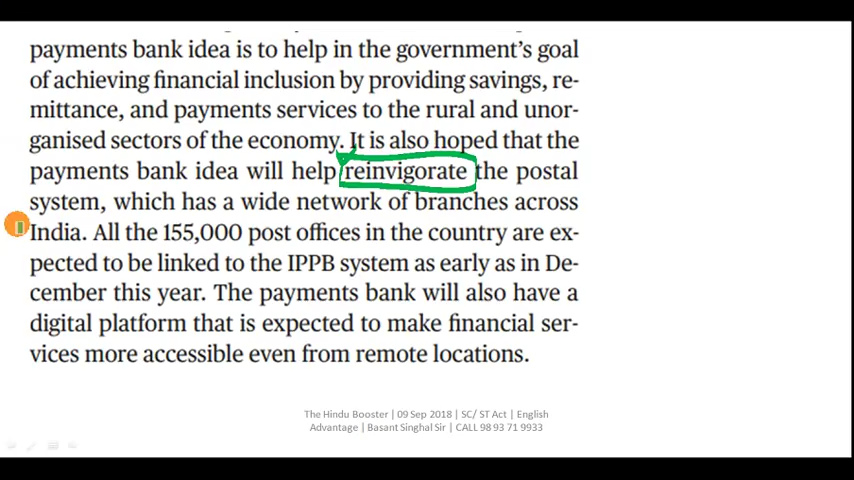 payments bank idea is to help in the government's goal
of achieving financial inclusion by providing savings, re-
mittance, and payments services to the rural and unor-
ganised sectors of the economy. It is also hoped that the
payments bank idea will help reinvigorate the postal
system, which has a wide network of branches across
India. All the 155,000 post offices in the country are ex-
pected to be linked to the IPPB system as early as in De-
cember this year. The payments bank will also have a
digital platform that is expected to make financial ser-
vices more accessible even from remote locations.
The Hindu Booster | 09 Sep 2018 | SC/ ST Act | English
Advantage | Basant Singhal Sir | CALL 98 93 71 9933